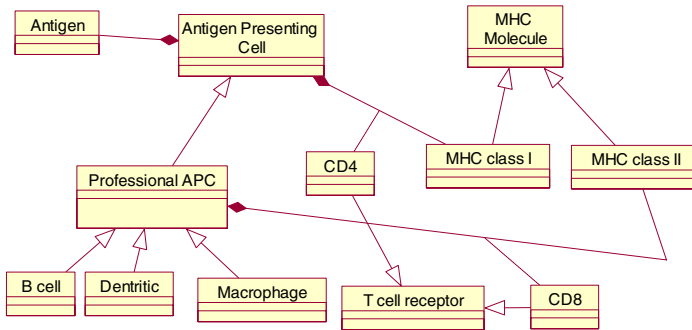 Antigen
Antigen Presenting
Cell
MHC
Molecule
CD4
MHC class I
MHC class II
Professional APC
B cell
Dentritic
Macrophage
T cell receptor
CD8